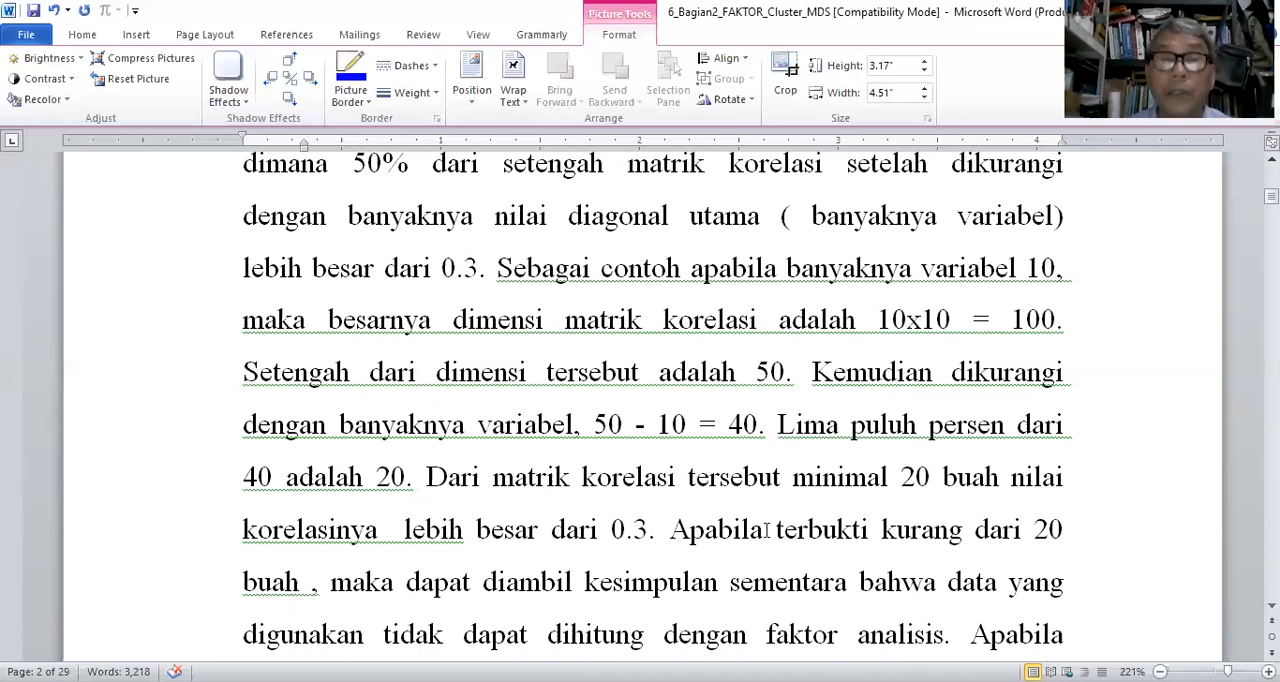 Picture Tools
6_Bagian2_FAKTOR_Cluster_MDS [Compatibility Mode] - Microsoft Word (Produ
File Home Insert Page Layout References Mailings Review View Grammarly Format
Brightness Compress Pictures
Contrast Reset Picture
Recolor
Adjust
Shadow Effects
Shadow Effects
Picture Border
Dashes
Weight
Border
Position
Wrap Text
Bring Forward
Send Backward
Selection Pane
Align
Group
Rotate
Arrange
Crop
Height: 3.17"
Width: 4.51"
Size
1 2 3 4
dimana 50% dari setengah matrik korelasi setelah dikurangi
dengan banyaknya nilai diagonal utama ( banyaknya variabel)
lebih besar dari 0.3. Sebagai contoh apabila banyaknya variabel 10,
maka besarnya dimensi matrik korelasi adalah 10x10 = 100.
Setengah dari dimensi tersebut adalah 50. Kemudian dikurangi
dengan banyaknya variabel, 50 - 10 = 40. Lima puluh persen dari
40 adalah 20. Dari matrik korelasi tersebut minimal 20 buah nilai
korelasinya lebih besar dari 0.3. Apabila terbukti kurang dari 20
buah , maka dapat diambil kesimpulan sementara bahwa data yang
digunakan tidak dapat dihitung dengan faktor analisis. Apabila
Page: 2 of 29 Words: 3,218 221%